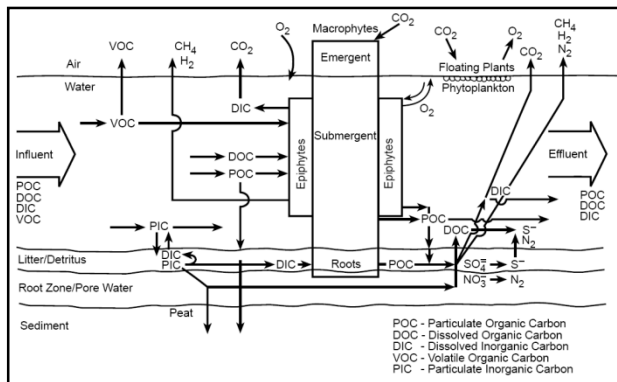 VOC
CH4
H2
CO2
O2
Macrophytes
CO2
CO2
O2
CO2
CH4
H2
N2
Air
Water
Emergent
Floating Plants
Phytoplankton
DIC
O2
VOC
Epiphytes
Submergent
Epiphytes
Influent
POC
DOC
DIC
VOC
DOC
POC
Effluent
POC
DOC
DIC
DIC
PIC
POC
DOC
S−
N2
Litter/Detritus
DIC
PIC
DIC
Roots
POC
SO4=
S−
NO3−
N2
Root Zone/Pore Water
Sediment
Peat
POC - Particulate Organic Carbon
DOC - Dissolved Organic Carbon
DIC - Dissolved Inorganic Carbon
VOC - Volatile Organic Carbon
PIC - Particulate Inorganic Carbon